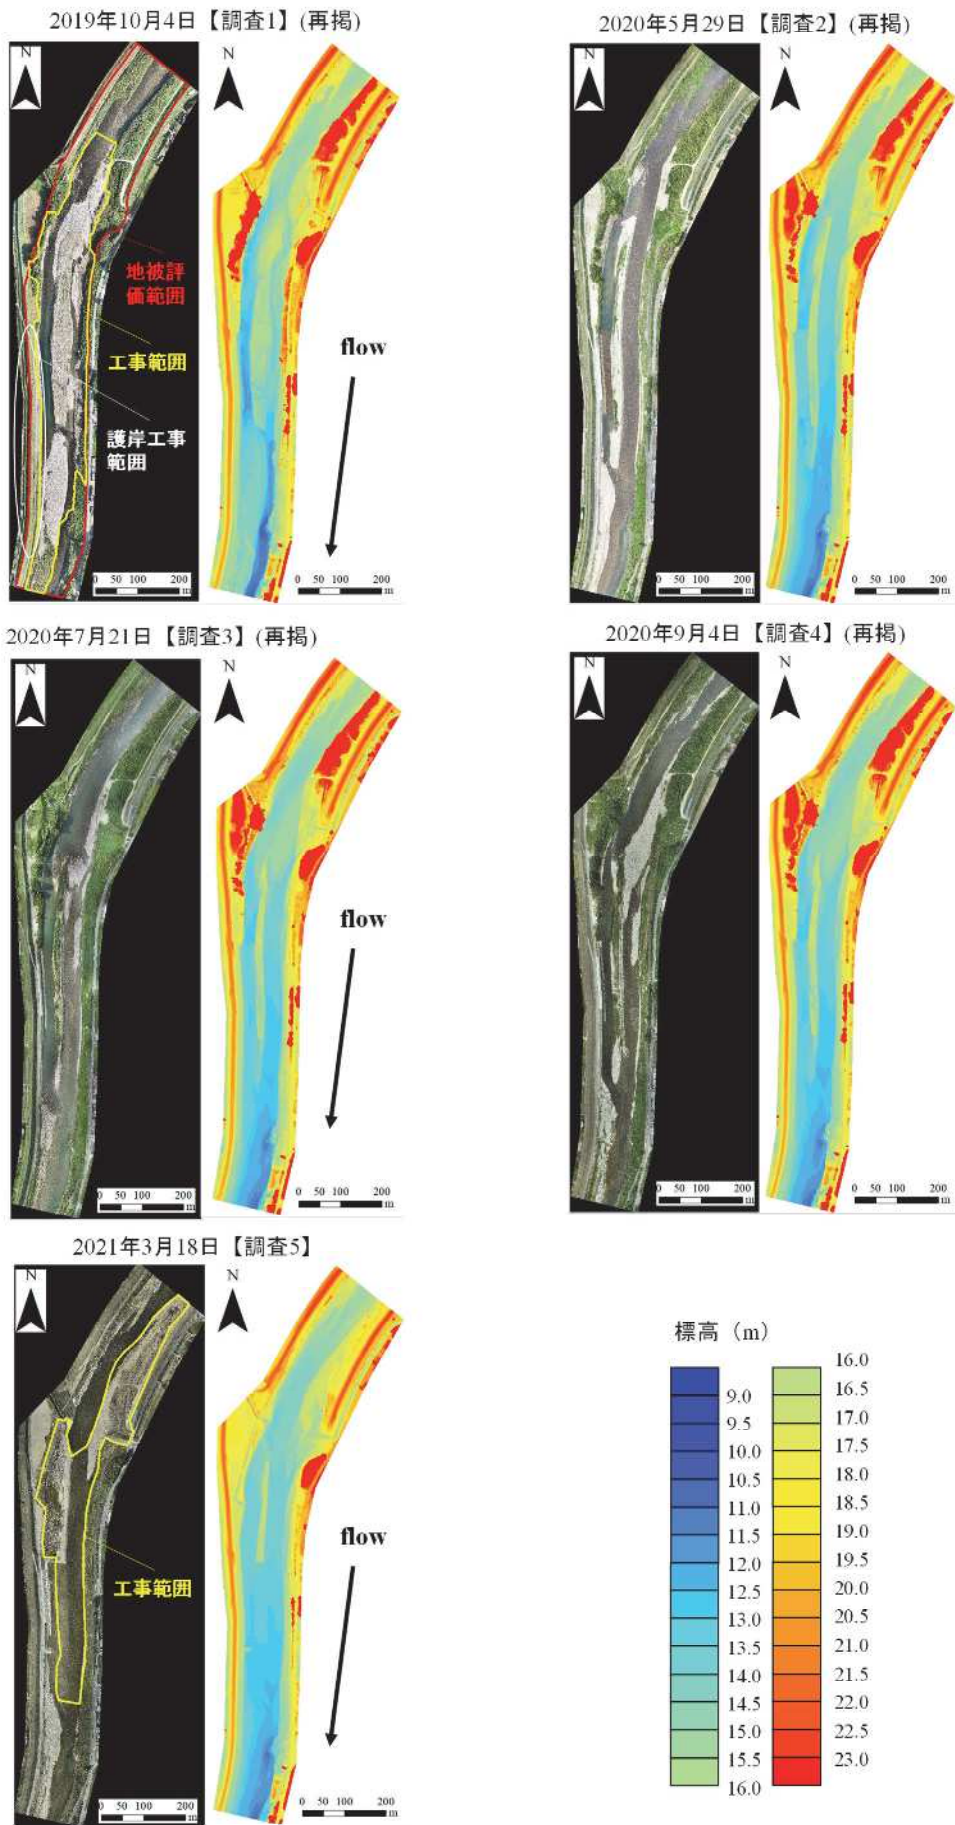 2019年10月4日【調査1】(再掲)
2020年5月29日【調査2】(再掲)
N
N
N
N
地被評
価範囲
工事範囲
護岸工事
範囲
flow
0 50 100 200
m
0 50 100 200
m
0 50 100 200
m
0 50 100 200
m
2020年7月21日【調査3】(再掲)
2020年9月4日【調査4】(再掲)
N
N
N
N
flow
0 50 100 200
m
0 50 100 200
m
0 50 100 200
m
0 50 100 200
m
2021年3月18日【調査5】
N
N
工事範囲
flow
0 50 100 200
m
0 50 100 200
m
標高（m）
9.0
9.5
10.0
10.5
11.0
11.5
12.0
12.5
13.0
13.5
14.0
14.5
15.0
15.5
16.0
16.0
16.5
17.0
17.5
18.0
18.5
19.0
19.5
20.0
20.5
21.0
21.5
22.0
22.5
23.0